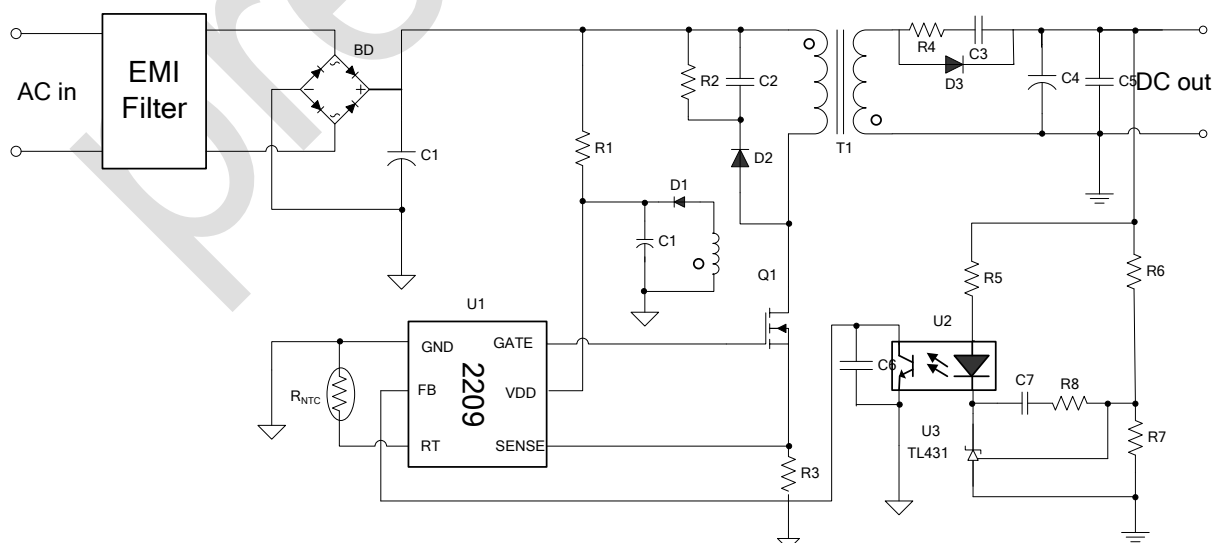 BD
AC in
EMI
Filter
C1
R1
R2
C2
D2
T1
R4
C3
D3
C4
C5
DC out
D1
C1
Q1
R5
R6
U1
U2
GND
GATE
FB
2209
VDD
RT
SENSE
RNTC
R3
C6
C7
R8
R7
U3
TL431
pre